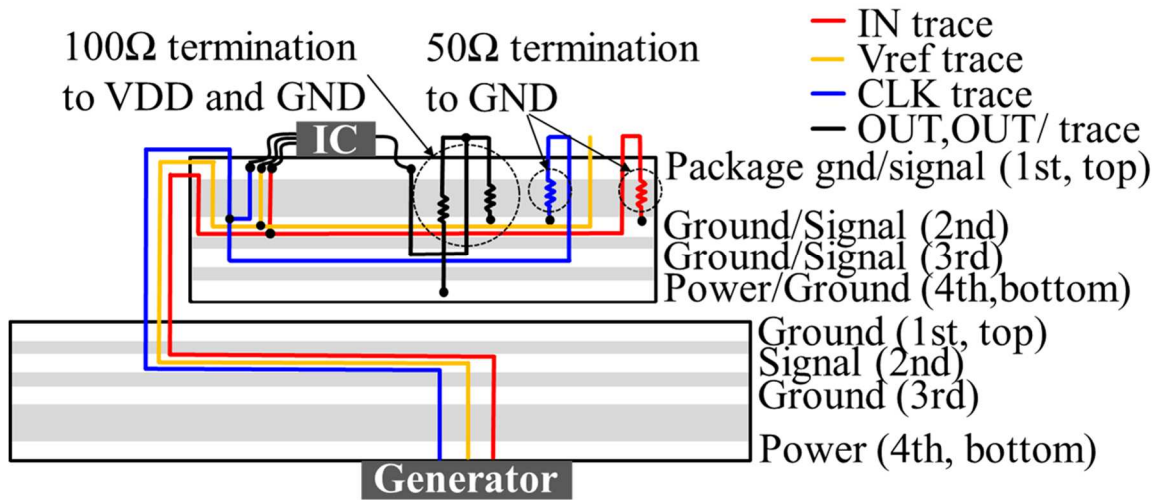 100Ω termination
to VDD and GND
50Ω termination
to GND
IN trace
Vref trace
CLK trace
OUT,OUT/ trace
IC
Package gnd/signal (1st, top)
Ground/Signal (2nd)
Ground/Signal (3rd)
Power/Ground (4th,bottom)
Ground (1st, top)
Signal (2nd)
Ground (3rd)
Power (4th, bottom)
Generator